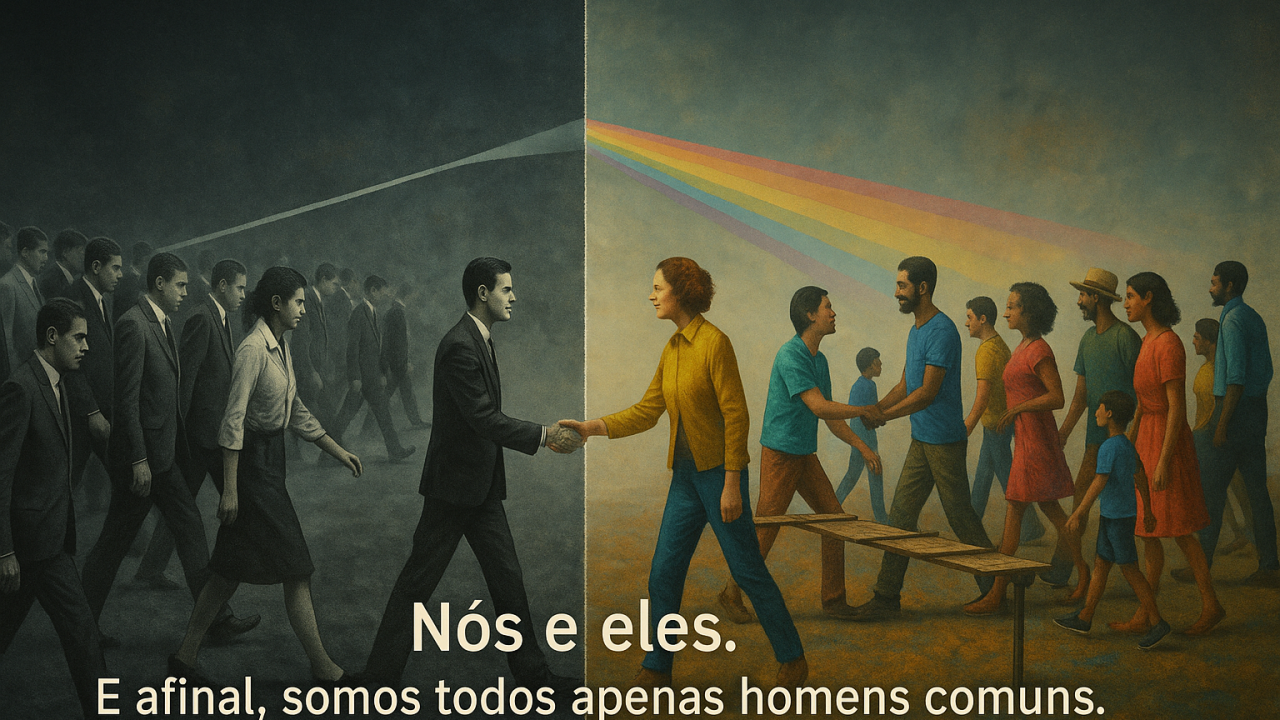 Nós e eles.
E afinal, somos todos apenas homens comuns.